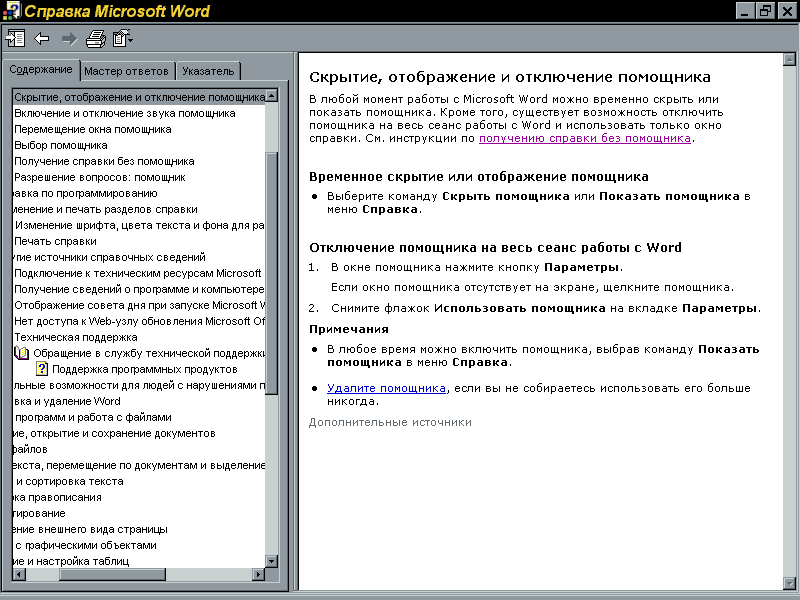 Справка Microsoft Word
Содержание
Мастер ответов
Указатель
Скрытие, отображение и отключение помощника
Включение и отключение звука помощника
Перемещение окна помощника
Выбор помощника
Получение справки без помощника
Разрешение вопросов: помощник
авка по программированию
менение и печать разделов справки
Изменение шрифта, цвета текста и фона для ра
Печать справки
угие источники справочных сведений
Подключение к техническим ресурсам Microsoft
Получение сведений о программе и компьютере
Отображение совета дня при запуске Microsoft W
Нет доступа к Web-узлу обновления Microsoft Of
Техническая поддержка
Обращение в службу технической поддержки
Поддержка программных продуктов
льные возможности для людей с нарушениями п
вка и удаление Word
программ и работа с файлами
ие, открытие и сохранение документов
файлов
екста, перемещение по документам и выделение
и сортировка текста
рка правописания
тирование
ение внешнего вида страницы
с графическими объектами
ие и настройка таблиц
Скрытие, отображение и отключение помощника
В любой момент работы с Microsoft Word можно временно скрыть или
показать помощника. Кроме того, существует возможность отключить
помощника на весь сеанс работы с Word и использовать только окно
справки. См. инструкции по получению справки без помощника.
Временное скрытие или отображение помощника
• Выберите команду Скрыть помощника или Показать помощника в
меню Справка.
Отключение помощника на весь сеанс работы с Word
1. В окне помощника нажмите кнопку Параметры.
Если окно помощника отсутствует на экране, щелкните помощника.
2. Снимите флажок Использовать помощника на вкладке Параметры.
Примечания
• В любое время можно включить помощника, выбрав команду Показать
помощника в меню Справка.
• Удалите помощника, если вы не собираетесь использовать его больше
никогда.
Дополнительные источники